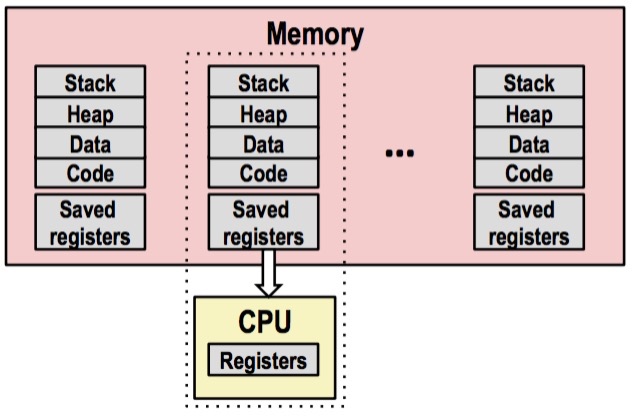 Memory
Stack
Heap
Data
Code
Saved
registers
Stack
Heap
Data
Code
Saved
registers
...
Stack
Heap
Data
Code
Saved
registers
CPU
Registers